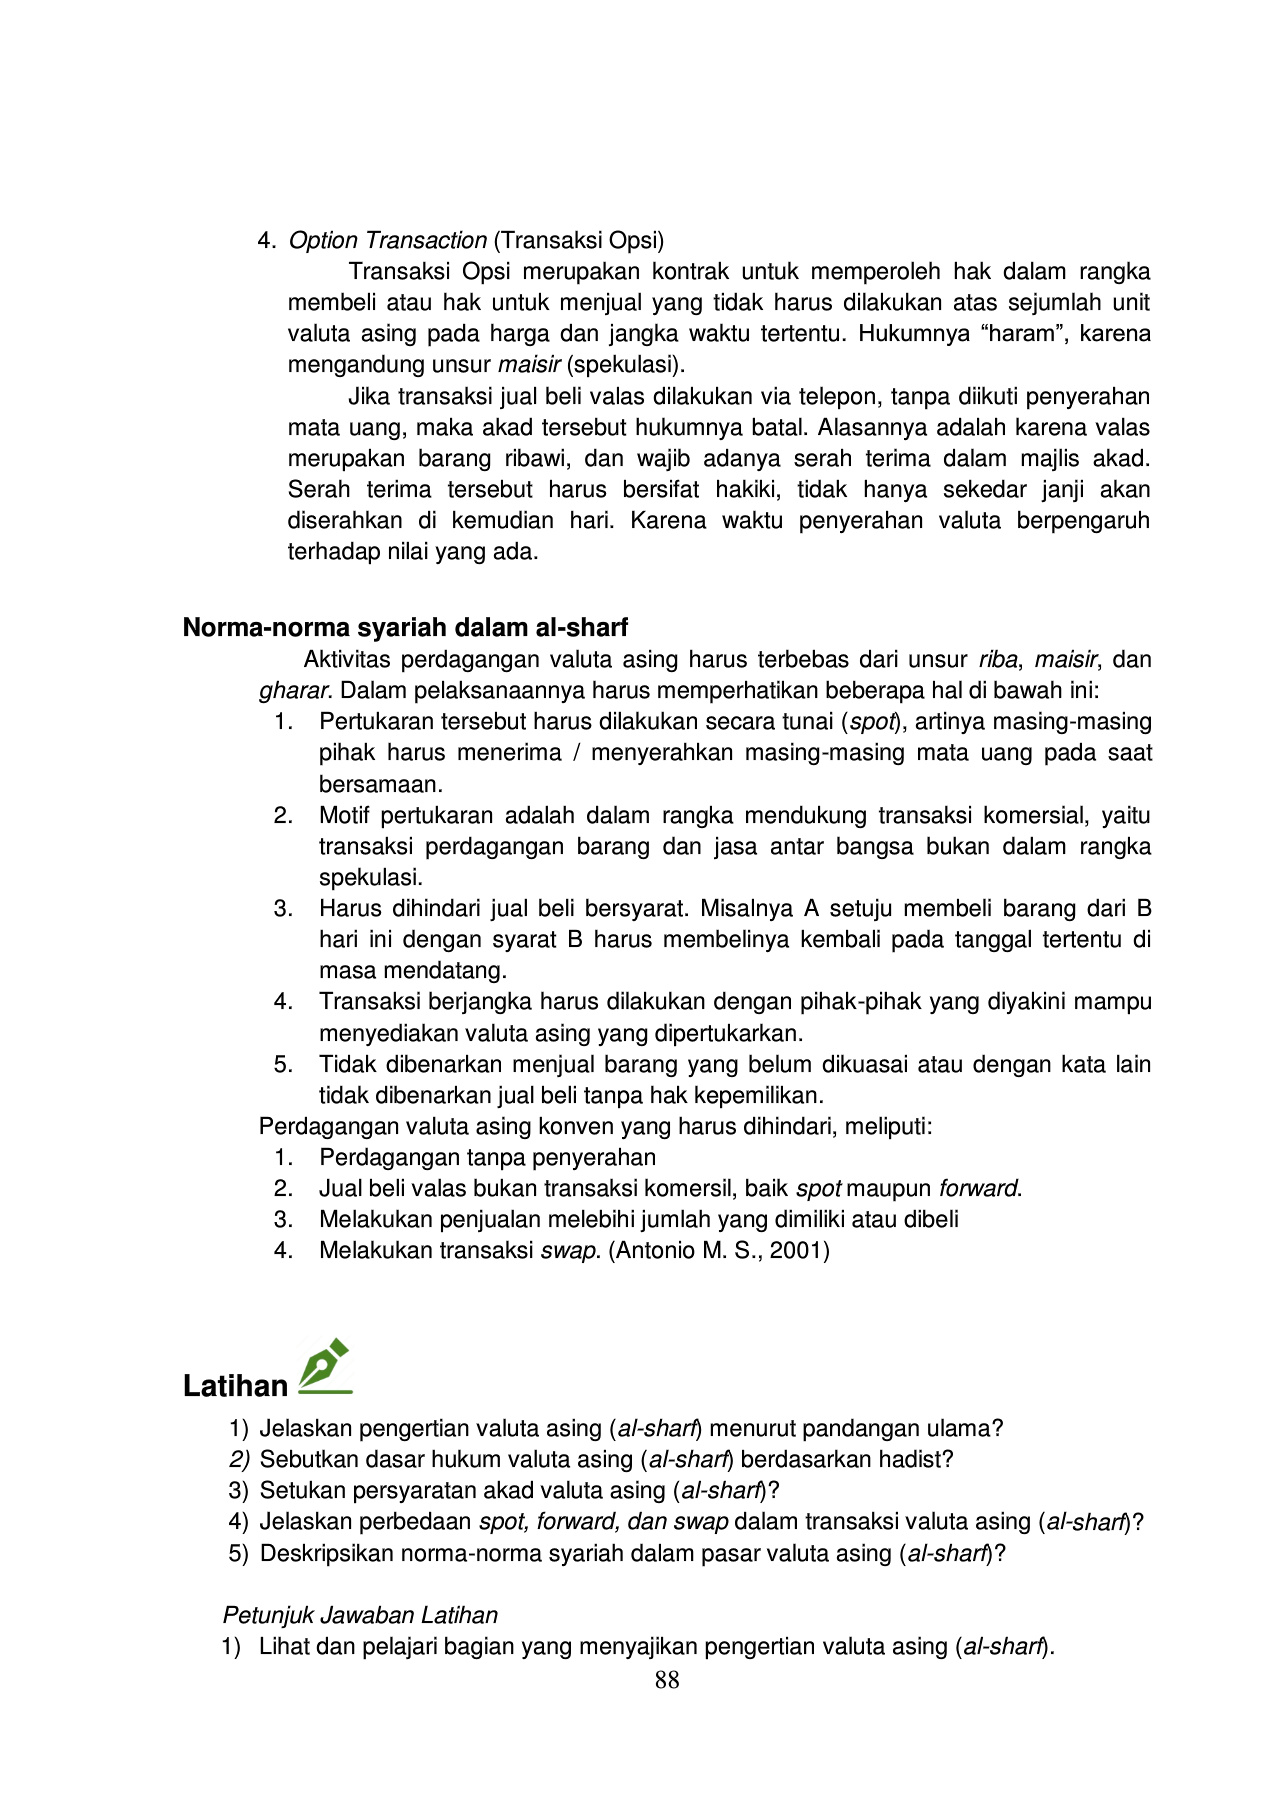 4. Option Transaction (Transaksi Opsi)
Transaksi Opsi merupakan kontrak untuk memperoleh hak dalam rangka
membeli atau hak untuk menjual yang tidak harus dilakukan atas sejumlah unit
valuta asing pada harga dan jangka waktu tertentu. Hukumnya “haram”, karena
mengandung unsur maisir (spekulasi).
Jika transaksi jual beli valas dilakukan via telepon, tanpa diikuti penyerahan
mata uang, maka akad tersebut hukumnya batal. Alasannya adalah karena valas
merupakan barang ribawi, dan wajib adanya serah terima dalam majlis akad.
Serah terima tersebut harus bersifat hakiki, tidak hanya sekedar janji akan
diserahkan di kemudian hari. Karena waktu penyerahan valuta berpengaruh
terhadap nilai yang ada.
Norma-norma syariah dalam al-sharf
Aktivitas perdagangan valuta asing harus terbebas dari unsur riba, maisir, dan
gharar. Dalam pelaksanaannya harus memperhatikan beberapa hal di bawah ini:
1. Pertukaran tersebut harus dilakukan secara tunai (spot), artinya masing-masing
pihak harus menerima / menyerahkan masing-masing mata uang pada saat
bersamaan.
2. Motif pertukaran adalah dalam rangka mendukung transaksi komersial, yaitu
transaksi perdagangan barang dan jasa antar bangsa bukan dalam rangka
spekulasi.
3. Harus dihindari jual beli bersyarat. Misalnya A setuju membeli barang dari B
hari ini dengan syarat B harus membelinya kembali pada tanggal tertentu di
masa mendatang.
4. Transaksi berjangka harus dilakukan dengan pihak-pihak yang diyakini mampu
menyediakan valuta asing yang dipertukarkan.
5. Tidak dibenarkan menjual barang yang belum dikuasai atau dengan kata lain
tidak dibenarkan jual beli tanpa hak kepemilikan.
Perdagangan valuta asing konven yang harus dihindari, meliputi:
1. Perdagangan tanpa penyerahan
2. Jual beli valas bukan transaksi komersil, baik spot maupun forward.
3. Melakukan penjualan melebihi jumlah yang dimiliki atau dibeli
4. Melakukan transaksi swap. (Antonio M. S., 2001)
Latihan
1) Jelaskan pengertian valuta asing (al-sharf) menurut pandangan ulama?
2) Sebutkan dasar hukum valuta asing (al-sharf) berdasarkan hadist?
3) Setukan persyaratan akad valuta asing (al-sharf)?
4) Jelaskan perbedaan spot, forward, dan swap dalam transaksi valuta asing (al-sharf)?
5) Deskripsikan norma-norma syariah dalam pasar valuta asing (al-sharf)?
Petunjuk Jawaban Latihan
1) Lihat dan pelajari bagian yang menyajikan pengertian valuta asing (al-sharf).
88